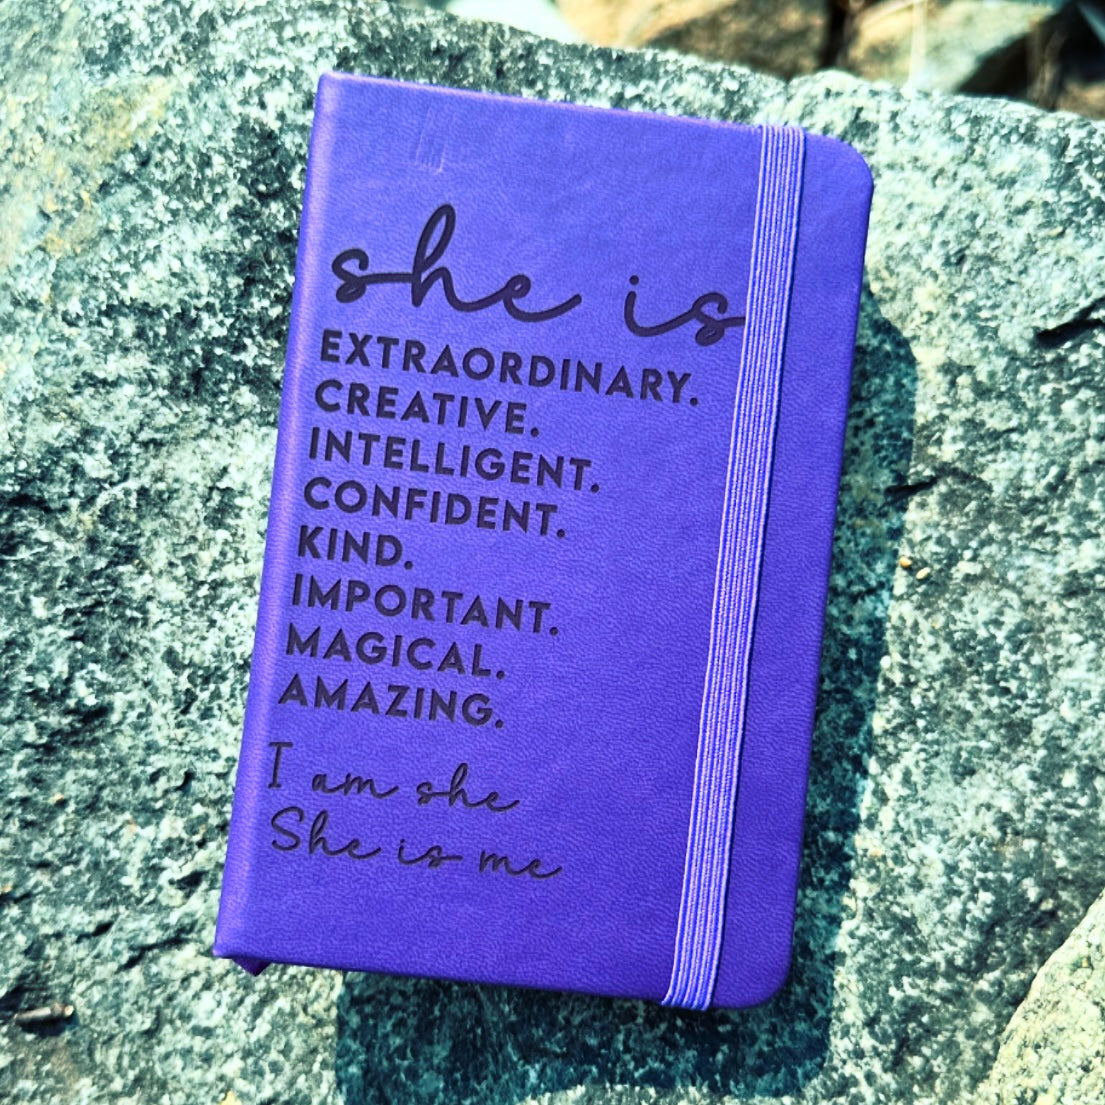 she is
EXTRAORDINARY.
CREATIVE.
INTELLIGENT.
CONFIDENT.
KIND.
IMPORTANT.
MAGICAL.
AMAZING.
I am she
She is me